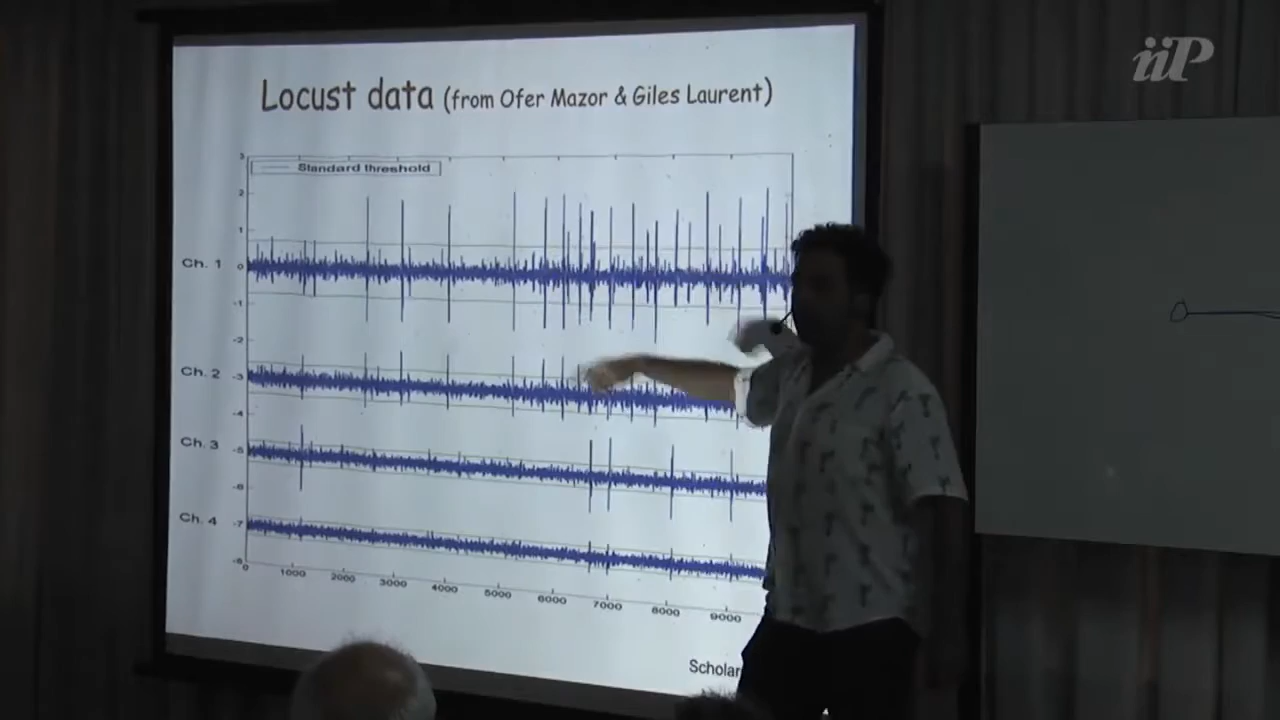 iiP
Locust data (from Ofer Mazor & Giles Laurent)
Standard threshold
3
2
1
Ch. 1
0
-1
-2
Ch. 2
-3
-4
Ch. 3
-5
-6
-7
Ch. 4
-8
0 1000 2000 3000 4000 5000 6000 7000 8000 9000